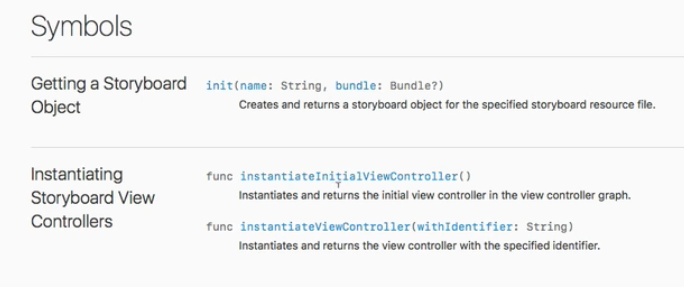 Symbols
Getting a Storyboard
Object
init(name: String, bundle: Bundle?)
Creates and returns a storyboard object for the specified storyboard resource file.
Instantiating
Storyboard View
Controllers
func instantiateInitialViewController()
Instantiates and returns the initial view controller in the view controller graph.
func instantiateViewController(withIdentifier: String)
Instantiates and returns the view controller with the specified identifier.